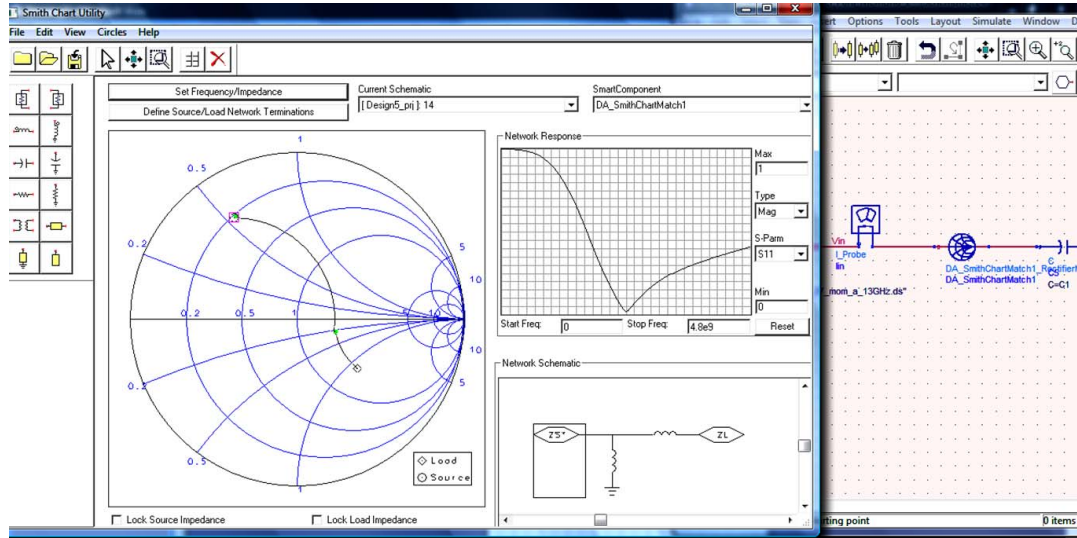 Smith Chart Utility
File Edit View Circles Help
Set Frequency/Impedance
Define Source/Load Network Terminations
Current Schematic
[ Design5_prj ]: 14
SmartComponent
DA_SmithChartMatch1
1
0.5
0.2
5
10
0.2 0.5 1 5 10
10
5
0.5
1
Load
Source
Lock Source Impedance
Lock Load Impedance
Network Response
Max
1
Type
Mag
S-Parm
S11
Min
0
Start Freq: 0 Stop Freq: 4.8e9 Reset
Network Schematic
ZS*
ZL
Options Tools Layout Simulate Window
Vin
I_Probe
Iin
_mom_a_13GHz.ds"
DA_SmithChartMatch1
C=C1
rting point
0 items